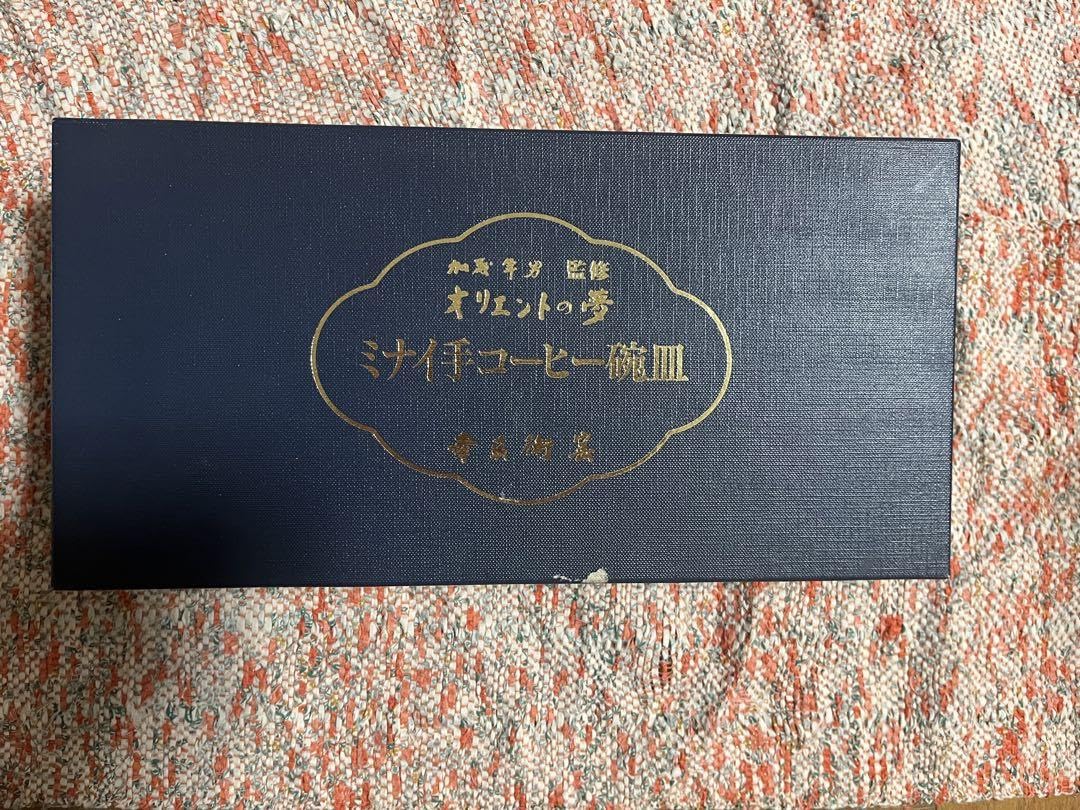 加藤卓男 監修
オリエントの夢
ミナイ手コーヒー碗皿
幸兵衛窯